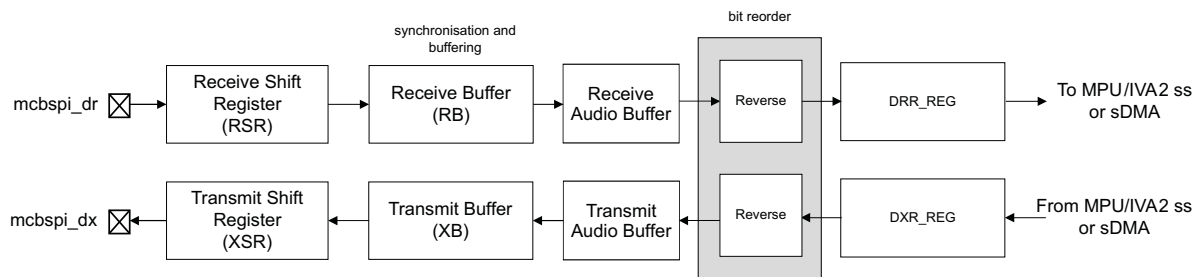 synchronisation and
buffering
bit reorder
mcbspi_dr
Receive Shift
Register
(RSR)
Receive Buffer
(RB)
Receive
Audio Buffer
Reverse
DRR_REG
To MPU/IVA2 ss
or sDMA
mcbspi_dx
Transmit Shift
Register
(XSR)
Transmit Buffer
(XB)
Transmit
Audio Buffer
Reverse
DXR_REG
From MPU/IVA2 ss
or sDMA